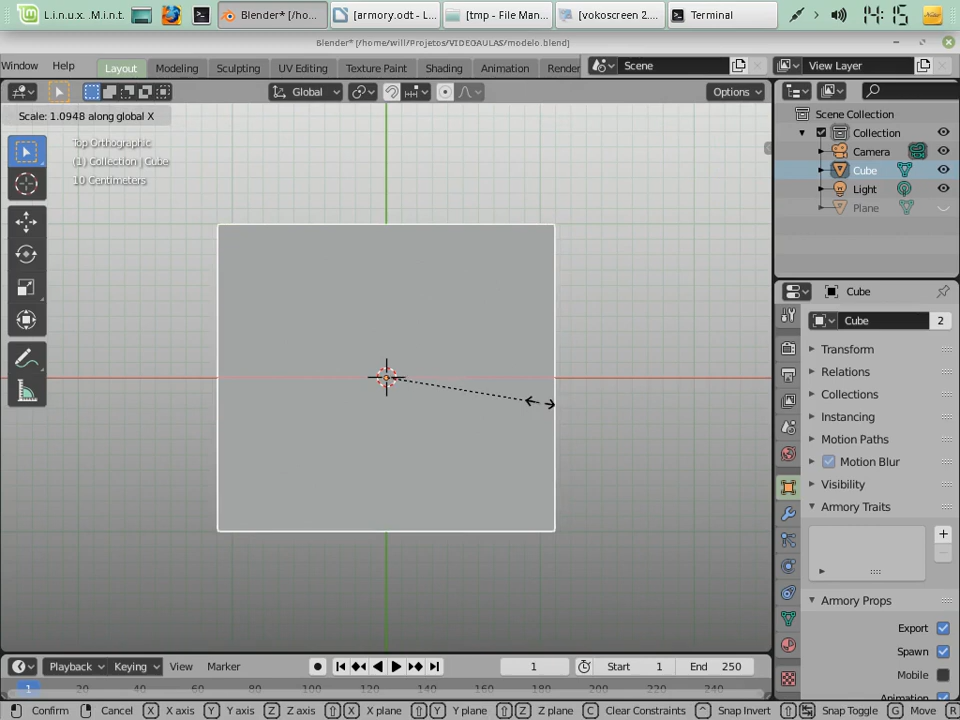 L.i.n.u.x. .M.i.n.t.
Blender* [/ho...
[armory.odt - L...
[tmp - File Man...
[vokoscreen 2....
Terminal
14:15
Blender* [/home/will/Projetos/VIDEOAULAS/modelo.blend]
Window Help Layout Modeling Sculpting UV Editing Texture Paint Shading Animation Render Scene View Layer
Global Options
Scale: 1.0948 along global X
Top Orthographic
(1) Collection | Cube
10 Centimeters
Scene Collection
Collection
Camera
Cube
Light
Plane
Cube
Cube 2
Transform
Relations
Collections
Instancing
Motion Paths
Motion Blur
Visibility
Armory Traits
Armory Props
Export
Spawn
Mobile
Animation
Playback Keying View Marker 1 Start 1 End 250
1 20 40 60 80 100 120 140 160 180 200 220 240
Confirm Cancel X X axis Y Y axis Z Z axis X X plane Y Y plane Z Z plane C Clear Constraints Snap Invert Snap Toggle G Move R